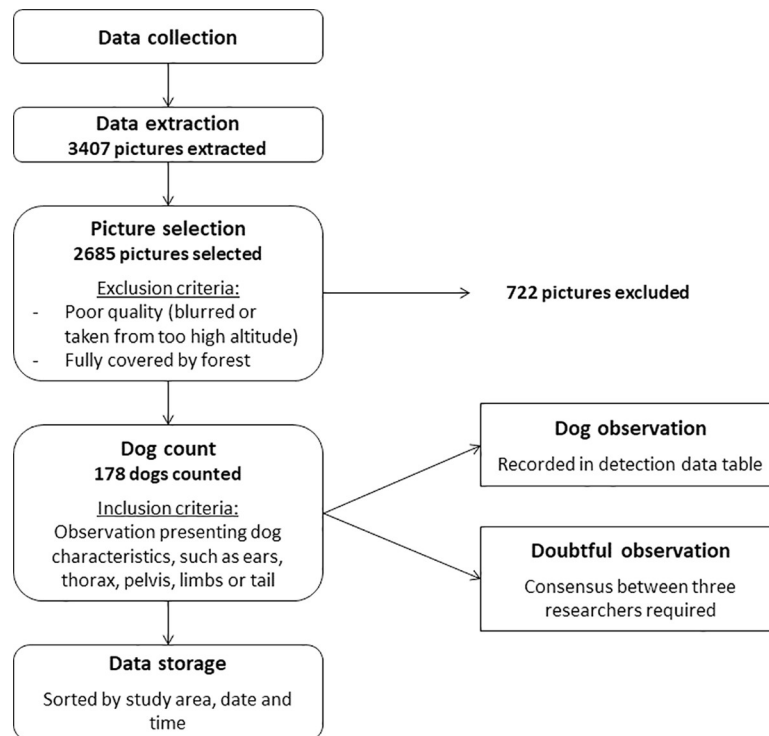 Data collection
Data extraction
3407 pictures extracted
Picture selection
2685 pictures selected
Exclusion criteria:
- Poor quality (blurred or
taken from too high altitude)
- Fully covered by forest
722 pictures excluded
Dog count
178 dogs counted
Inclusion criteria:
Observation presenting dog
characteristics, such as ears,
thorax, pelvis, limbs or tail
Dog observation
Recorded in detection data table
Doubtful observation
Consensus between three
researchers required
Data storage
Sorted by study area, date and
time